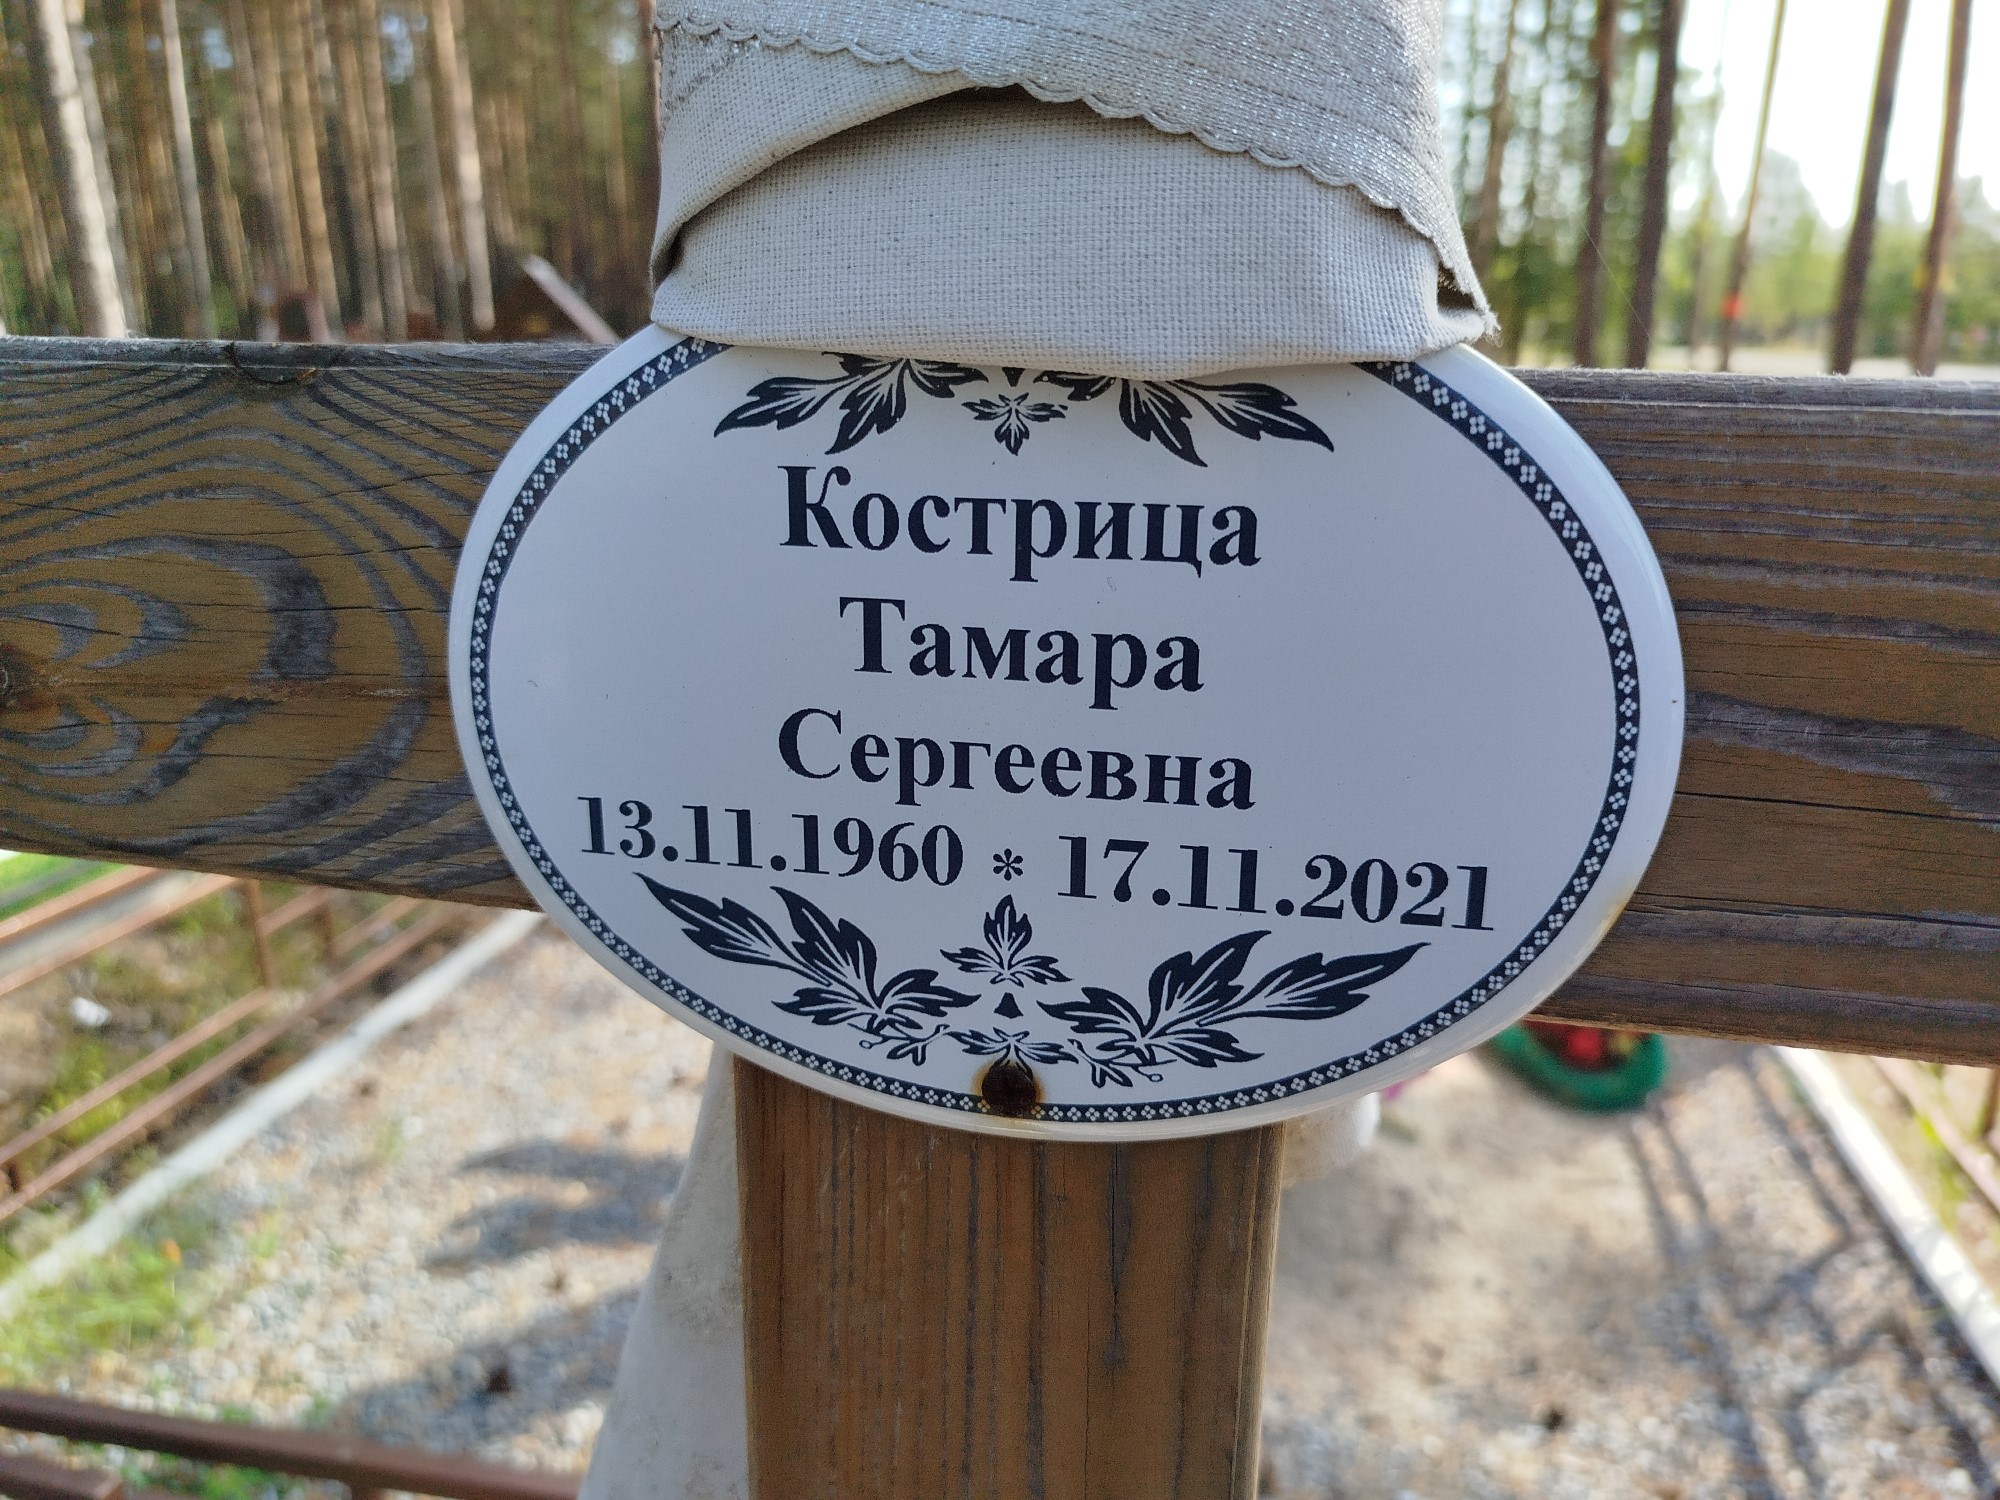 Кострица
Тамара
Сергеевна
13.11.1960 * 17.11.2021